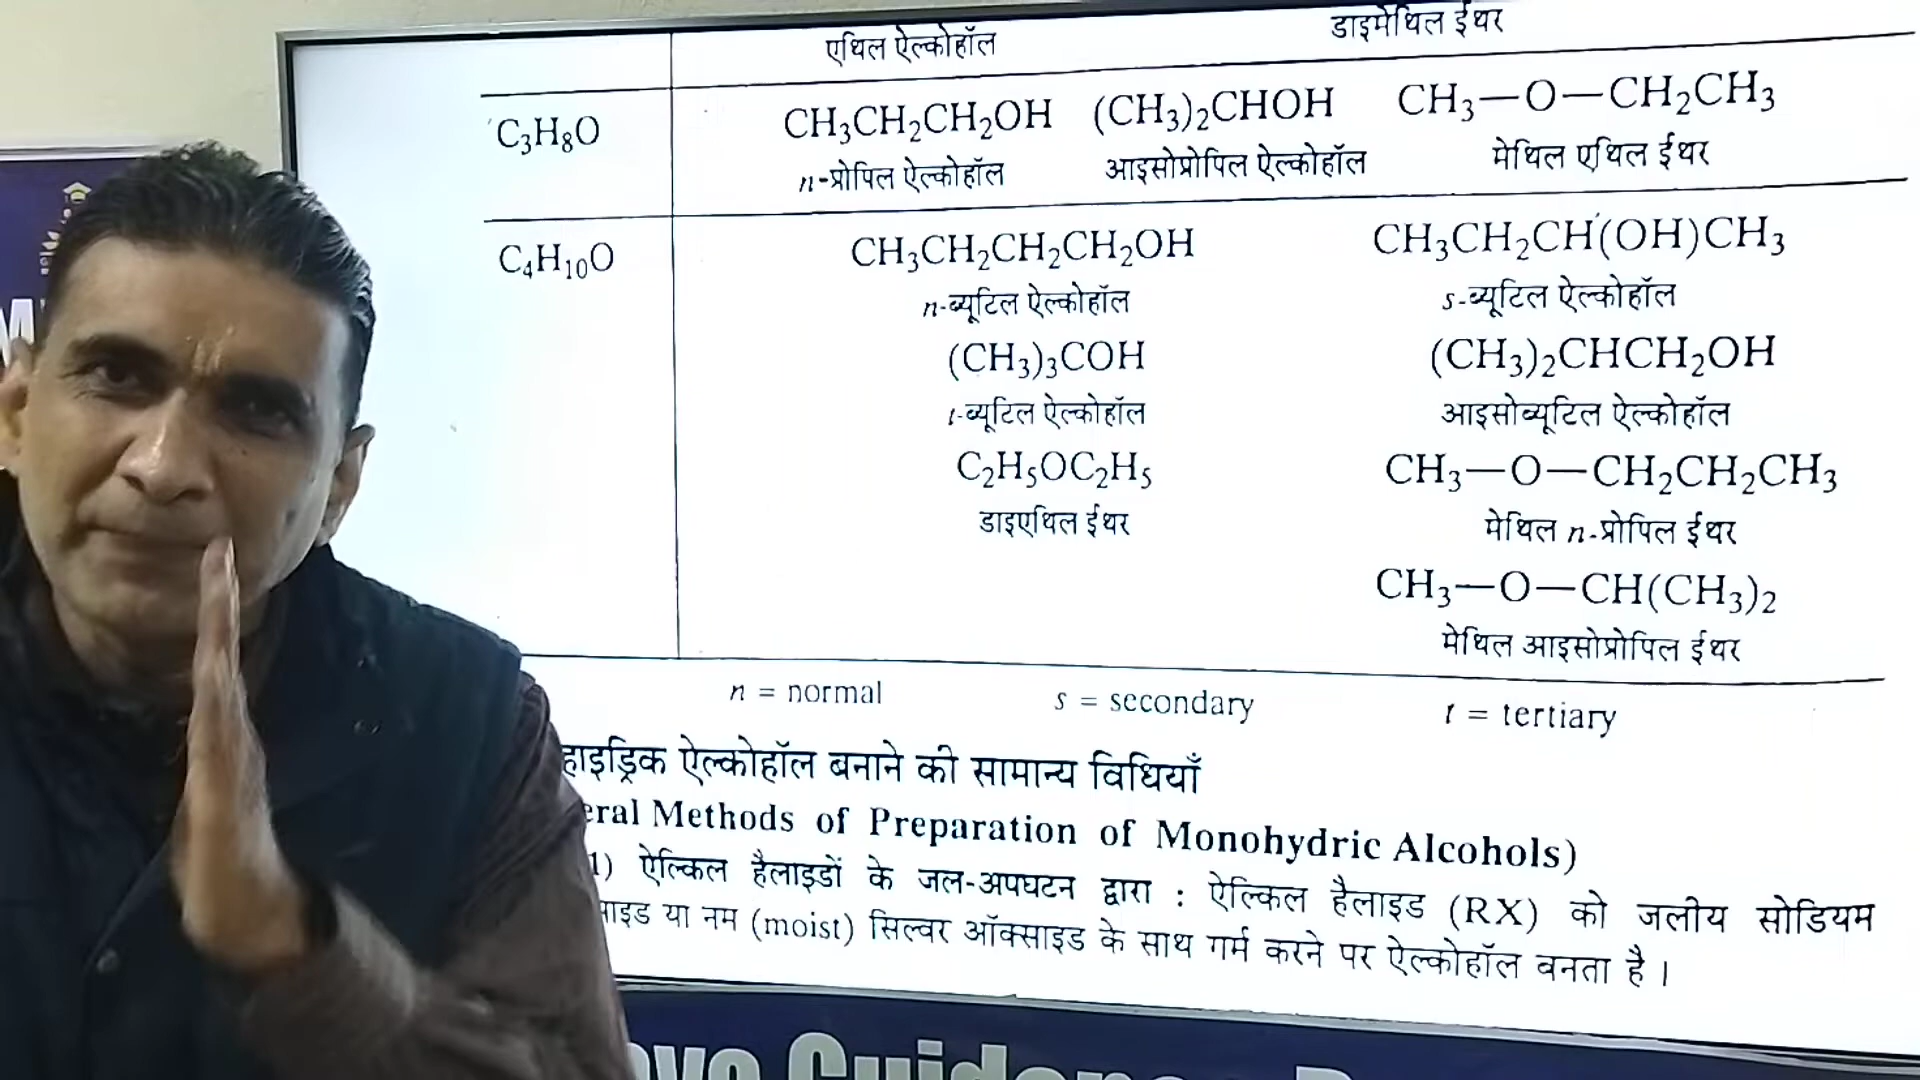 एथिल ऐल्कोहॉल डाइमेथिल ईथर
C₃H₈O CH₃CH₂CH₂OH (CH₃)₂CHOH CH₃—O—CH₂CH₃
n-प्रोपिल ऐल्कोहॉल आइसोप्रोपिल ऐल्कोहॉल मेथिल एथिल ईथर
C₄H₁₀O CH₃CH₂CH₂CH₂OH CH₃CH₂CH(OH)CH₃
n-ब्यूटिल ऐल्कोहॉल s-ब्यूटिल ऐल्कोहॉल
(CH₃)₃COH (CH₃)₂CHCH₂OH
t-ब्यूटिल ऐल्कोहॉल आइसोब्यूटिल ऐल्कोहॉल
C₂H₅OC₂H₅ CH₃—O—CH₂CH₂CH₃
डाइएथिल ईथर मेथिल n-प्रोपिल ईथर
CH₃—O—CH(CH₃)₂
मेथिल आइसोप्रोपिल ईथर
n = normal s = secondary t = tertiary
हाइड्रिक ऐल्कोहॉल बनाने की सामान्य विधियाँ
eral Methods of Preparation of Monohydric Alcohols)
1) ऐल्किल हैलाइडों के जल-अपघटन द्वारा : ऐल्किल हैलाइड (RX) को जलीय सोडियम
साइड या नम (moist) सिल्वर ऑक्साइड के साथ गर्म करने पर ऐल्कोहॉल बनता है ।
Guidance